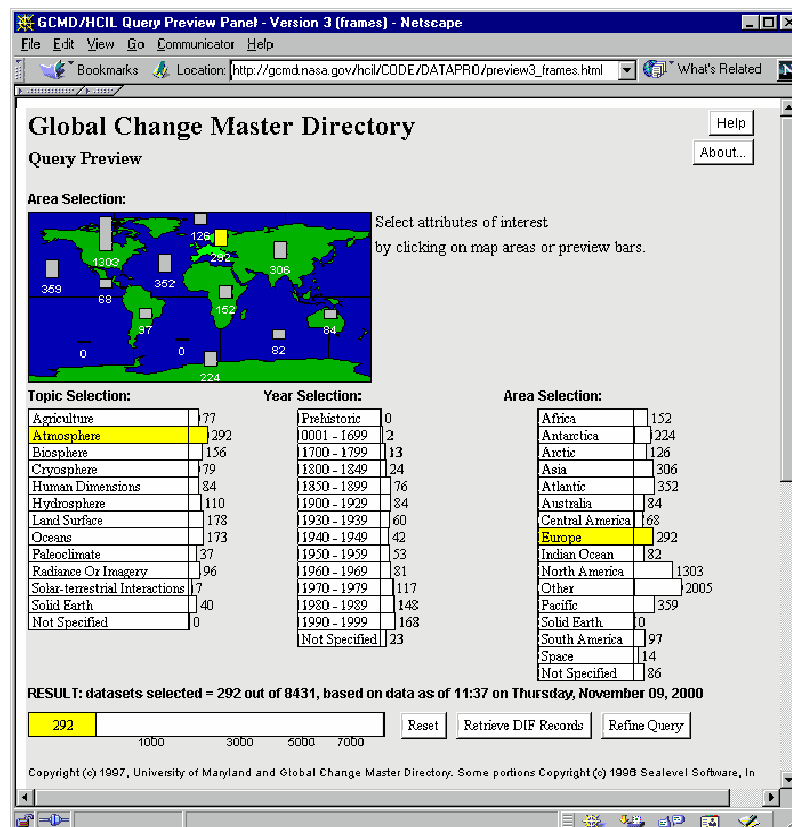 GCMD/HCIL Query Preview Panel - Version 3 (frames) - Netscape
File Edit View Go Communicator Help
Bookmarks Location: http://gcmd.nasa.gov/hcil/CODE/DATAPRO/preview3_frames.html What's Related N
Global Change Master Directory
Help
Query Preview
About...
Area Selection:
Select attributes of interest
by clicking on map areas or preview bars.
126
292
1303
306
359
352
68
152
97
84
0
0
82
224
Topic Selection: Year Selection: Area Selection:
Agriculture 77 Prehistoric 0 Africa 152
Atmosphere 292 0001 - 1699 2 Antarctica 224
Biosphere 156 1700 - 1799 13 Arctic 126
Cryosphere 79 1800 - 1849 24 Asia 306
Human Dimensions 84 1850 - 1899 76 Atlantic 352
Hydrosphere 110 1900 - 1929 84 Australia 84
Land Surface 178 1930 - 1939 60 Central America 68
Oceans 173 1940 - 1949 42 Europe 292
Paleoclimate 37 1950 - 1959 53 Indian Ocean 82
Radiance Or Imagery 96 1960 - 1969 81 North America 1303
Solar-terrestrial Interactions 7 1970 - 1979 117 Other 2005
Solid Earth 40 1980 - 1989 148 Pacific 359
Not Specified 0 1990 - 1999 168 Solid Earth 0
Not Specified 23 South America 97
Space 14
Not Specified 86
RESULT: datasets selected = 292 out of 8431, based on data as of 11:37 on Thursday, November 09, 2000
292 Reset Retrieve DIF Records Refine Query
1000 3000 5000 7000
Copyright (c) 1997, University of Maryland and Global Change Master Directory. Some portions Copyright (c) 1996 Sealevel Software, In